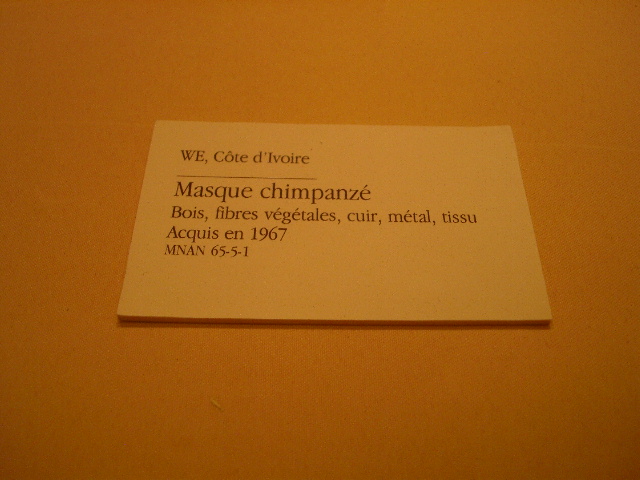 WE, Côte d'Ivoire
Masque chimpanzé
Bois, fibres végétales, cuir, métal, tissu
Acquis en 1967
MNAN 65-5-1